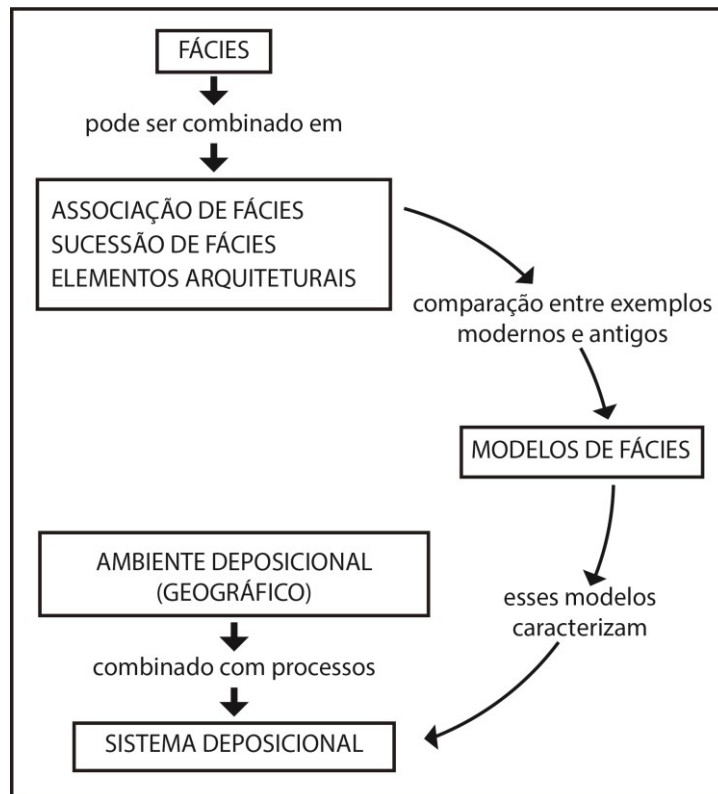 FÁCIES
pode ser combinado em
ASSOCIAÇÃO DE FÁCIES
SUCESSÃO DE FÁCIES
ELEMENTOS ARQUITETURAIS
comparação entre exemplos
modernos e antigos
MODELOS DE FÁCIES
esses modelos
caracterizam
AMBIENTE DEPOSICIONAL
(GEOGRÁFICO)
combinado com processos
SISTEMA DEPOSICIONAL